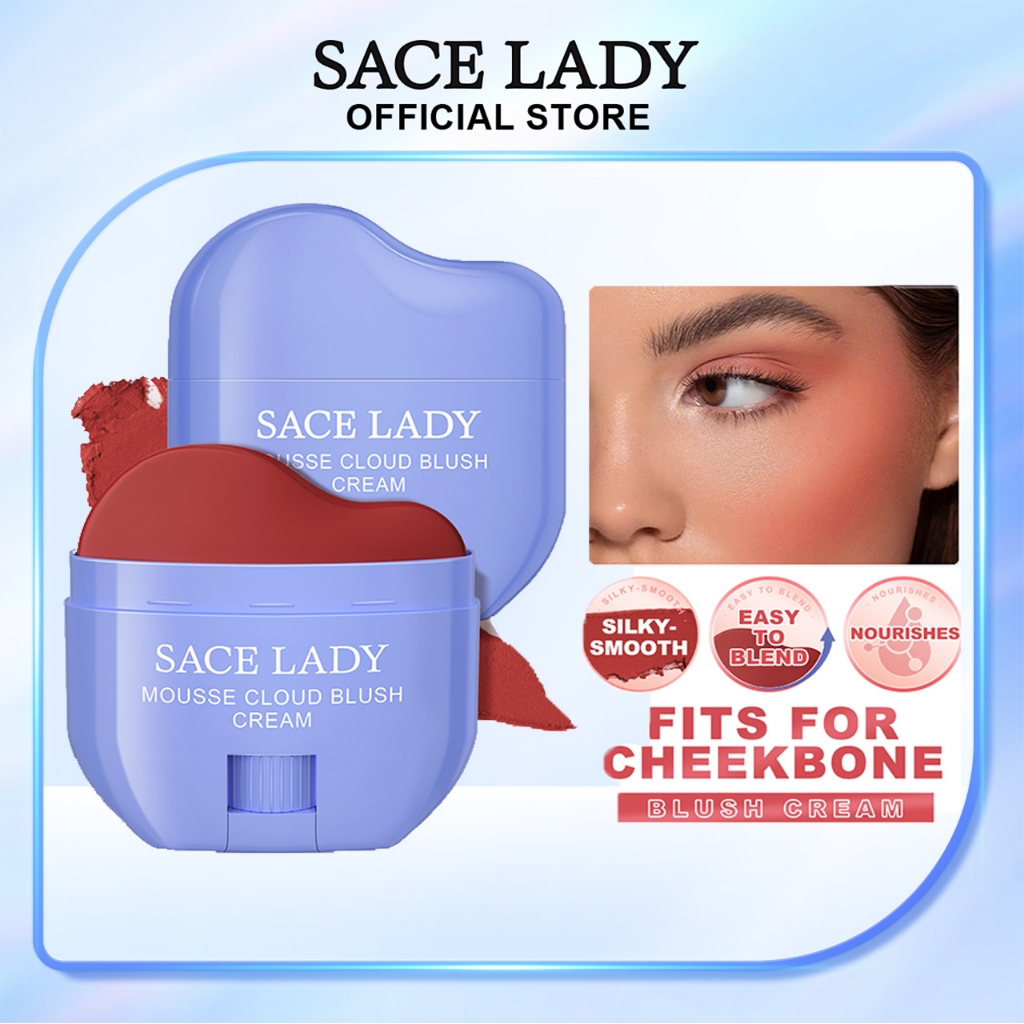 SACE LADY
OFFICIAL STORE
SACE LADY
USSE CLOUD BLUSH
CREAM
SACE LADY
MOUSSE CLOUD BLUSH
CREAM
SILKY-SMOOTH
SILKY-
SMOOTH
EASY TO BLEND
EASY
TO
BLEND
NOURISHES
NOURISHES
FITS FOR
CHEEKBONE
BLUSH CREAM